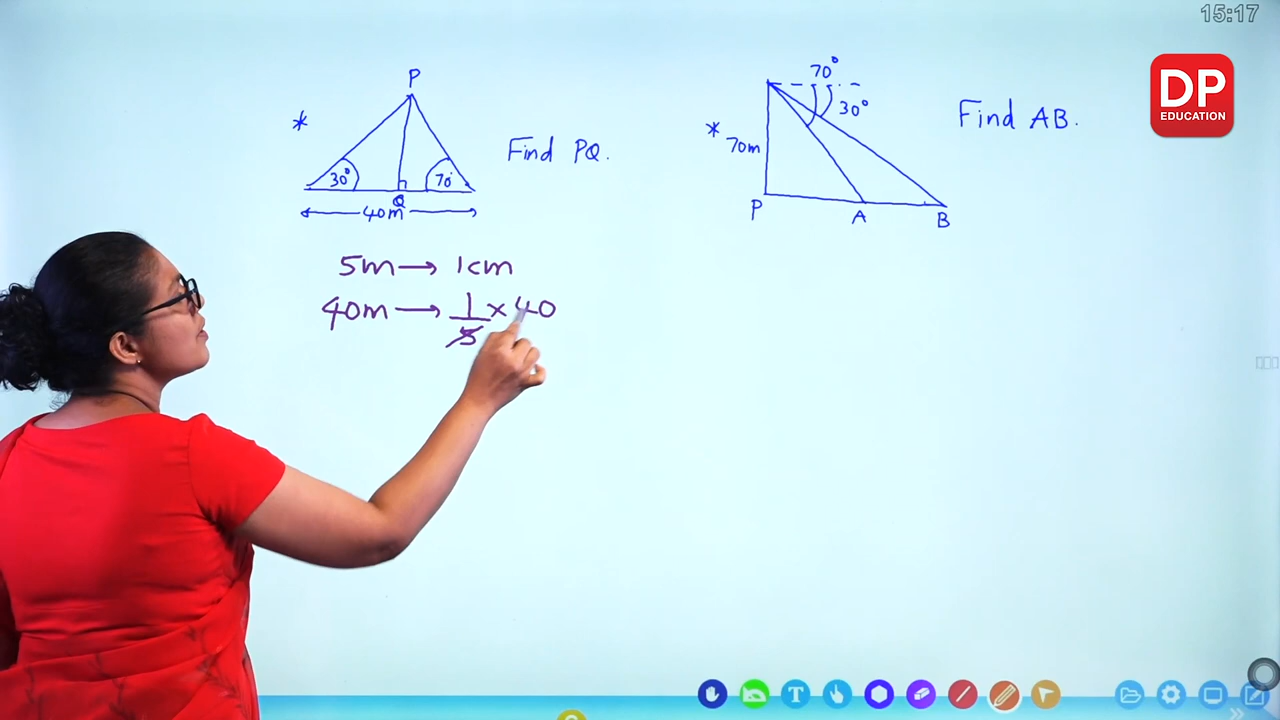 15:17
DP
EDUCATION
P
*
30°
70°
Q
40m
Find PQ.
5m → 1cm
40m → 1/5 × 40
70°
30°
* 70m
P
A
B
Find AB.